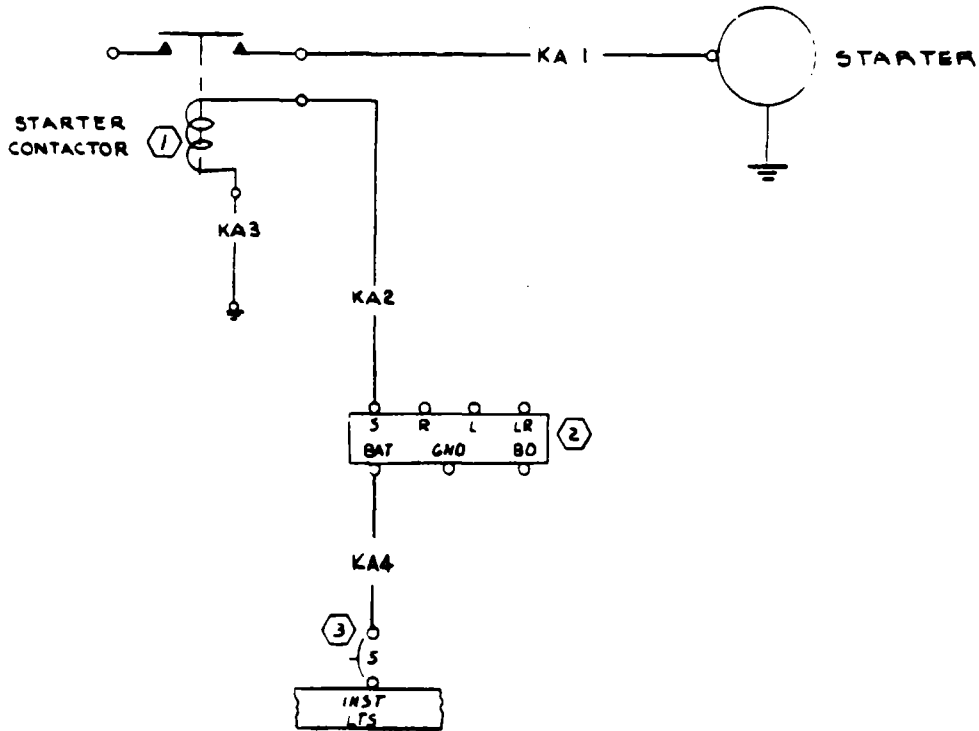 KA 1
STARTER
STARTER
CONTACTOR
1
KA3
KA2
S R L LR
BAT GND BO
2
KA4
3
5
INST
LTS